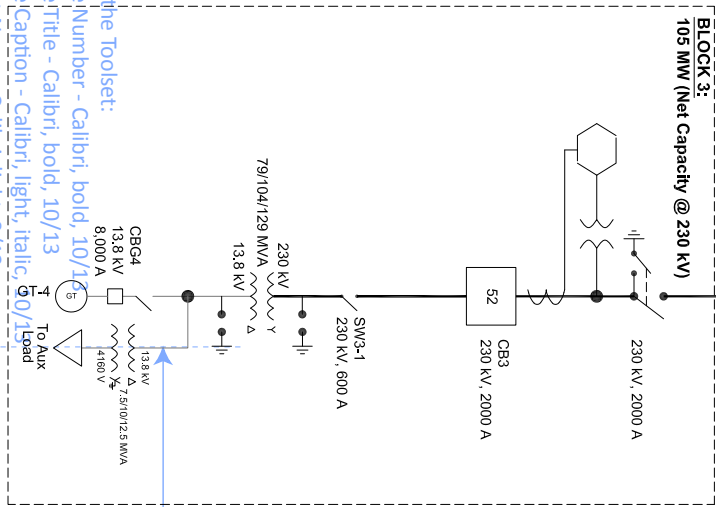 BLOCK 3:
105 MW (Net Capacity @ 230 kV)
230 kV, 2000 A
52
CB3
230 kV, 2000 A
SW3-1
230 kV, 600 A
230 kV
Y
79/104/129 MVA
13.8 kV
Δ
CBG4
13.8 kV
8,000 A
GT-4
GT
13.8 kV
Δ
7.5/10/12.5 MVA
4160 V
Y
To Aux
Load
the Toolset:
Number - Calibri, bold, 10/13
Title - Calibri, bold, 10/13
Caption - Calibri, light, italic, 10/13